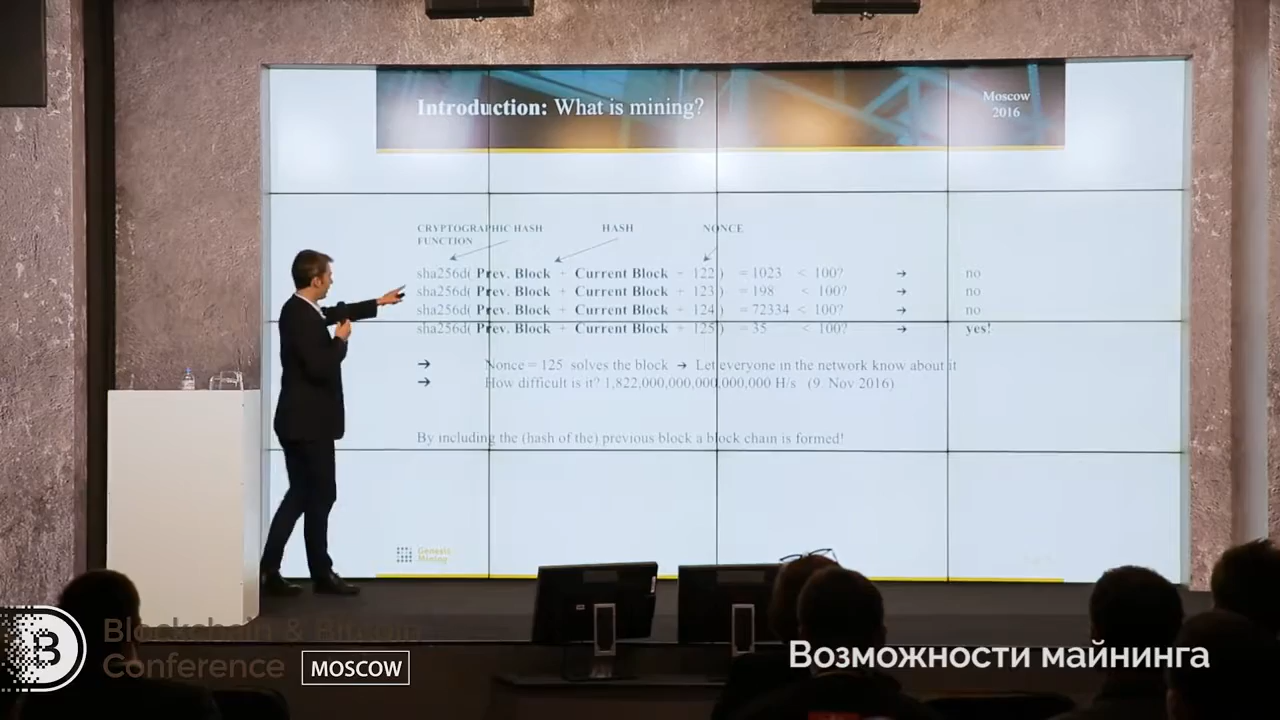 Introduction: What is mining?
Moscow
2016
CRYPTOGRAPHIC HASH
FUNCTION
HASH
NONCE
sha256d( Prev. Block + Current Block + 122 ) = 1023 < 100? ➔ no
sha256d( Prev. Block + Current Block + 123 ) = 198 < 100? ➔ no
sha256d( Prev. Block + Current Block + 124 ) = 72334 < 100? ➔ no
sha256d( Prev. Block + Current Block + 125 ) = 35 < 100? ➔ yes!
➔ Nonce = 125 solves the block ➔ Let everyone in the network know about it
➔ How difficult is it? 1,822,000,000,000,000,000 H/s (9 Nov 2016)
By including the (hash of the) previous block a block chain is formed!
Genesis
Mining
B
Blockchain & Bitcoin
Conference MOSCOW
Возможности майнинга